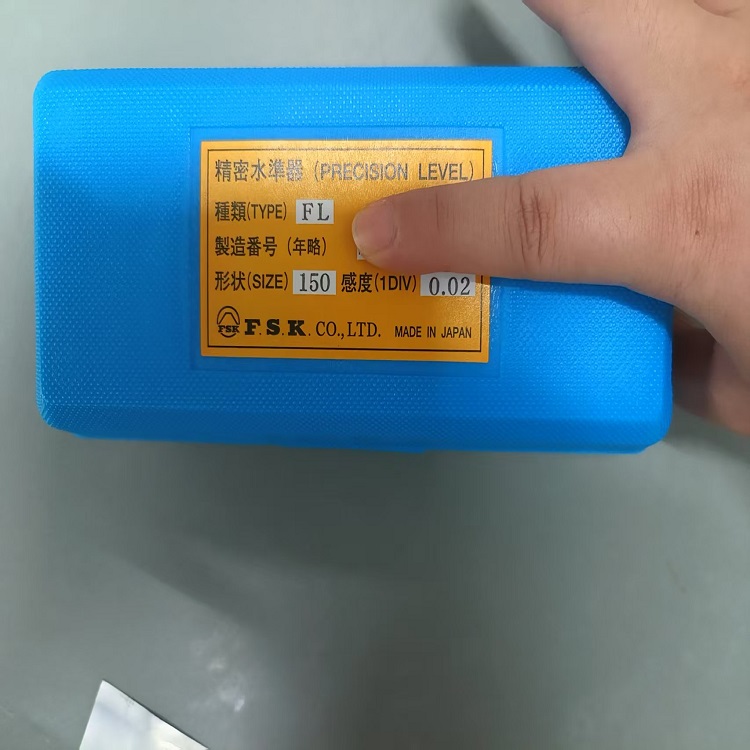 精密水準器 (PRECISION LEVEL)
種類(TYPE) FL
製造番号 (年略)
形状(SIZE) 150 感度(1DIV) 0.02
FSK F.S.K. CO.,LTD. MADE IN JAPAN